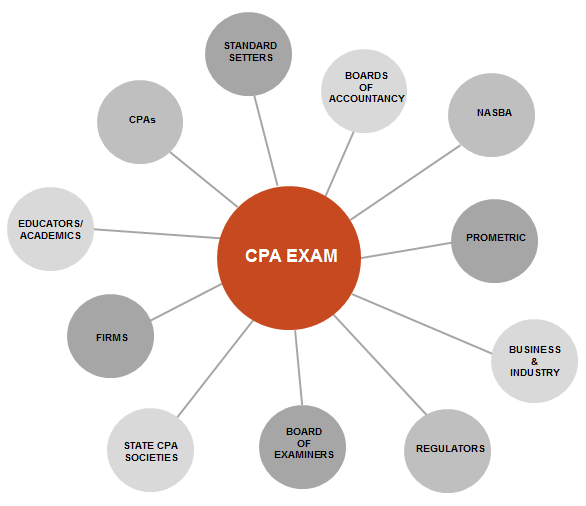 STANDARD
SETTERS
BOARDS
OF
ACCOUNTANCY
CPAs
NASBA
EDUCATORS/
ACADEMICS
PROMETRIC
CPA EXAM
FIRMS
BUSINESS
&
INDUSTRY
STATE CPA
SOCIETIES
BOARD
OF
EXAMINERS
REGULATORS